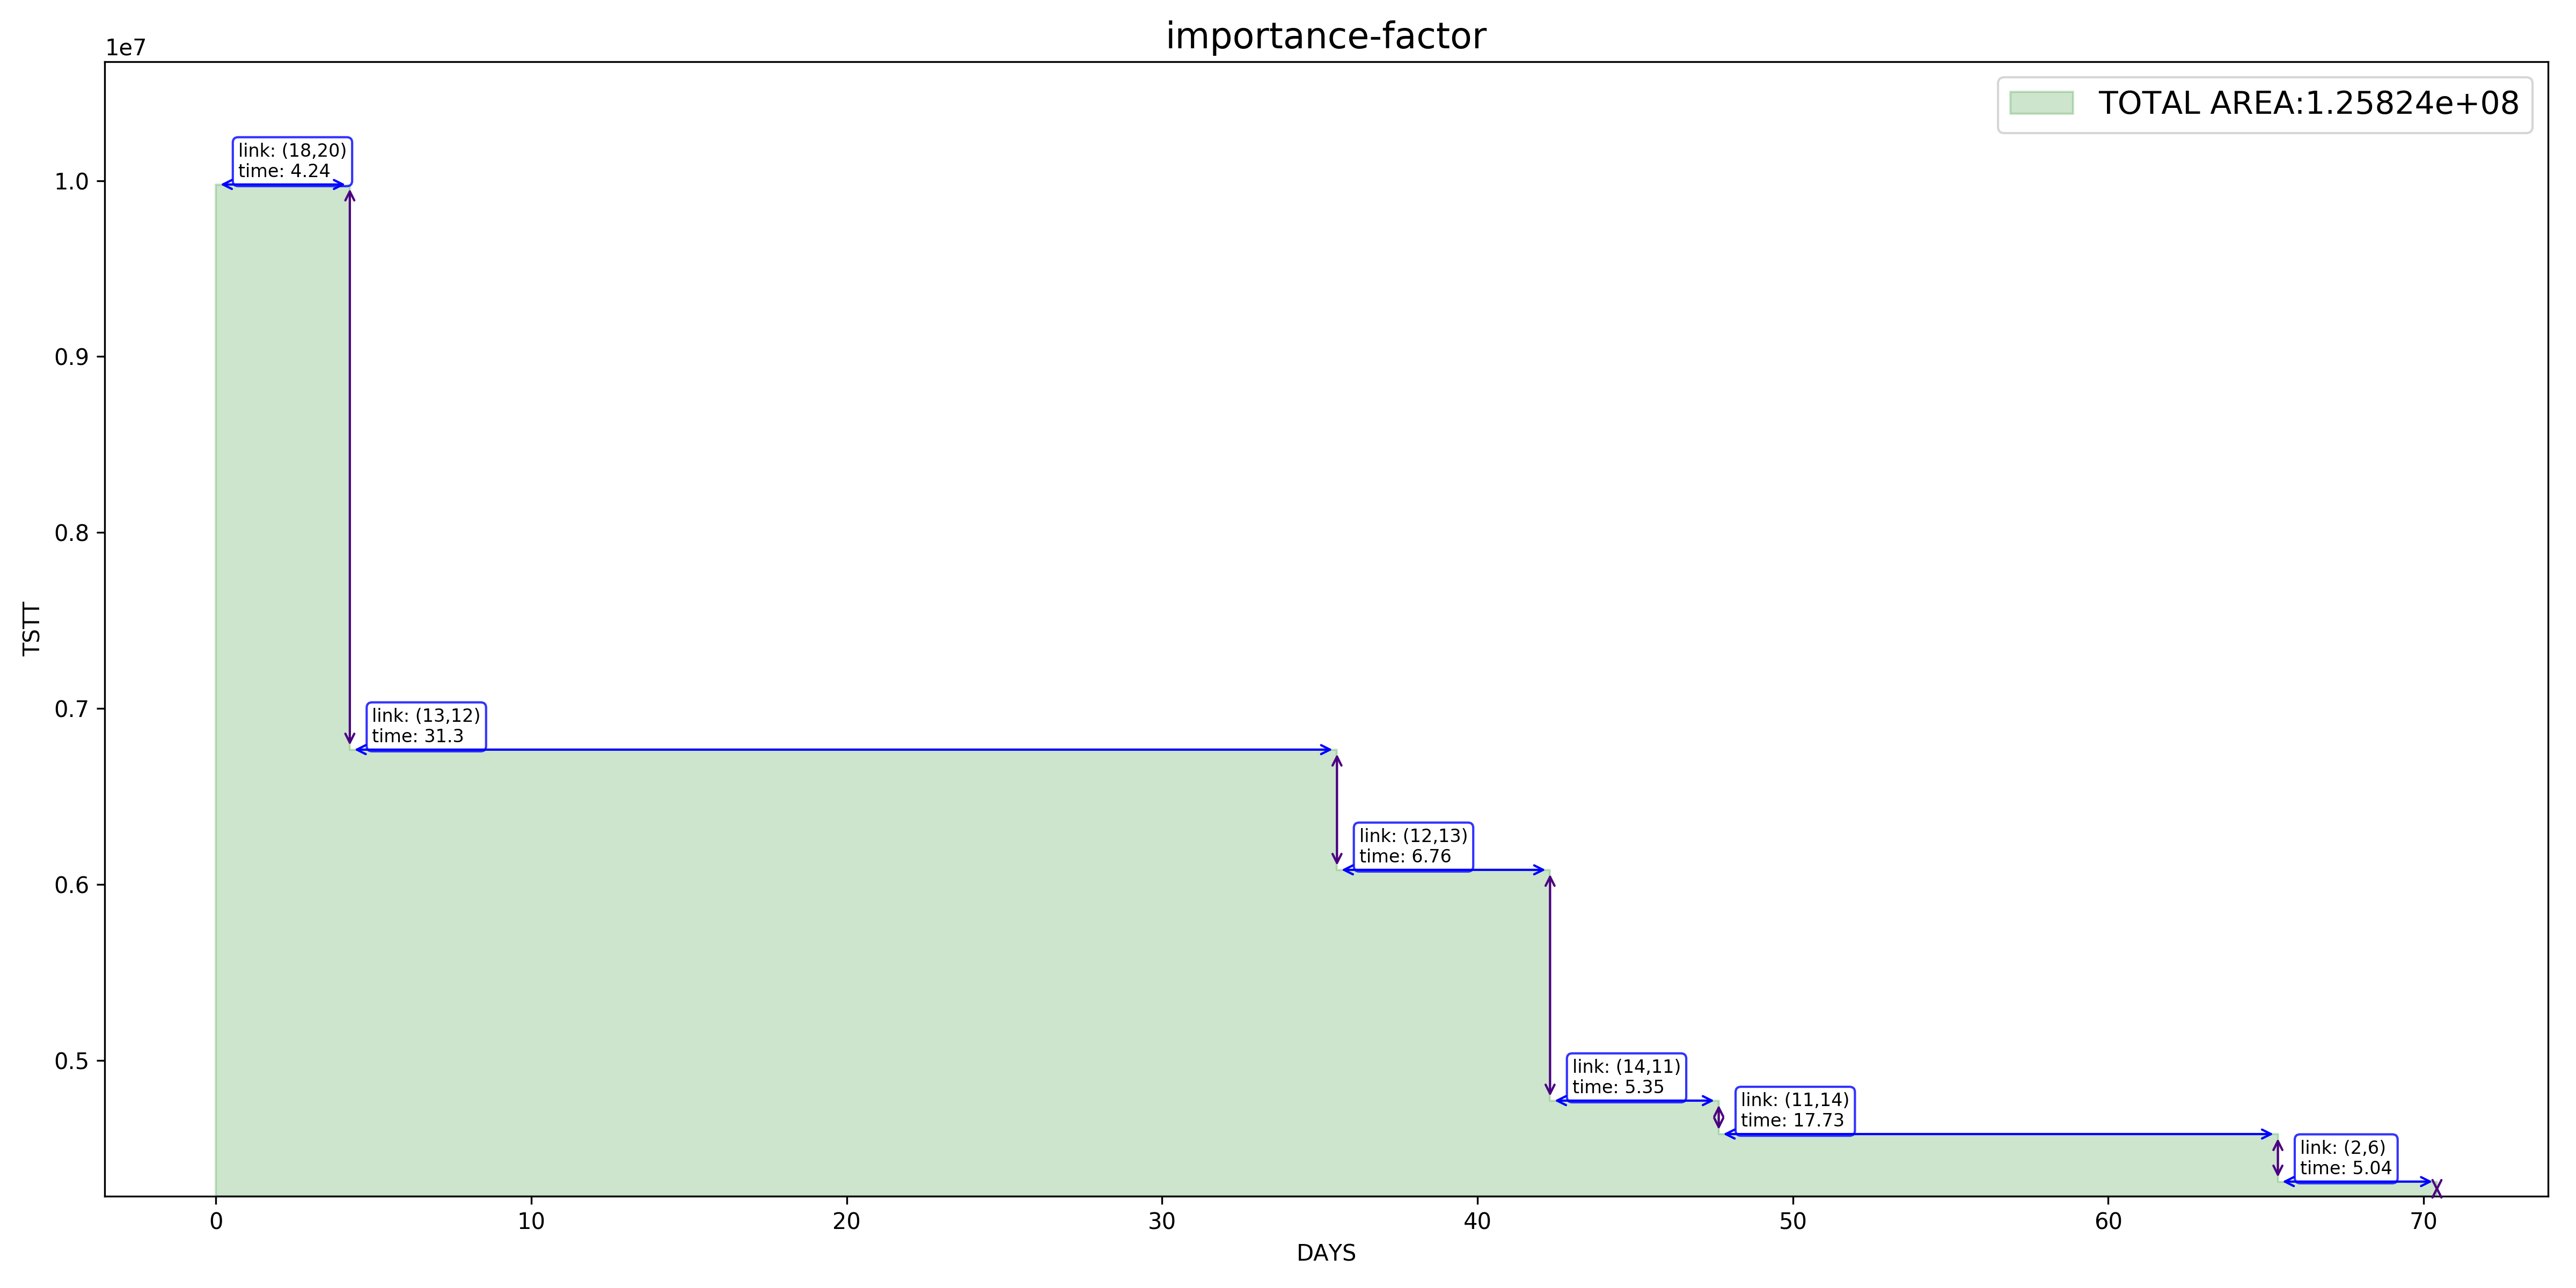 importance-factor
1e7
TOTAL AREA:1.25824e+08
link: (18,20)
time: 4.24
1.0
0.9
0.8
0.7
0.6
0.5
TSTT
link: (13,12)
time: 31.3
link: (12,13)
time: 6.76
link: (14,11)
time: 5.35
link: (11,14)
time: 17.73
link: (2,6)
time: 5.04
0 10 20 30 40 50 60 70
DAYS